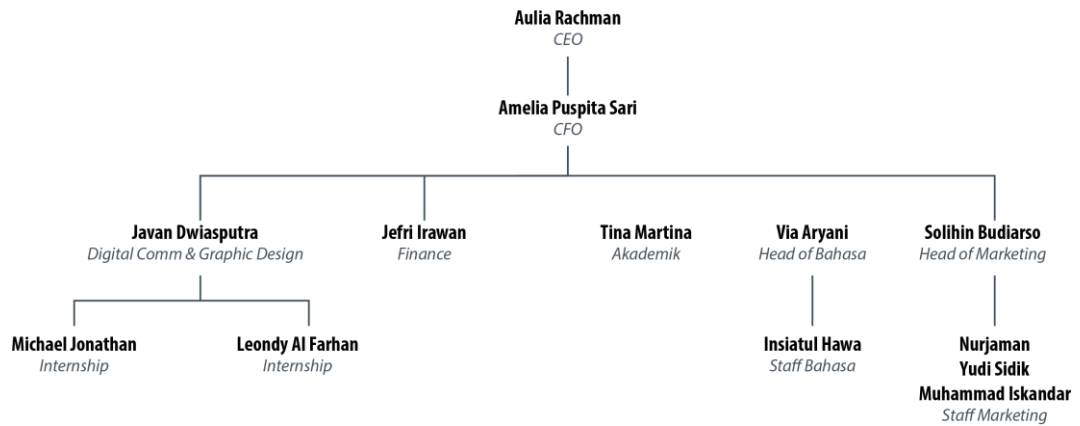 Aulia Rachman
CEO
Amelia Puspita Sari
CFO
Javan Dwiasputra
Digital Comm & Graphic Design
Jefri Irawan
Finance
Tina Martina
Akademik
Via Aryani
Head of Bahasa
Solihin Budiarso
Head of Marketing
Michael Jonathan
Internship
Leondy Al Farhan
Internship
Insiatul Hawa
Staff Bahasa
Nurjaman
Yudi Sidik
Muhammad Iskandar
Staff Marketing